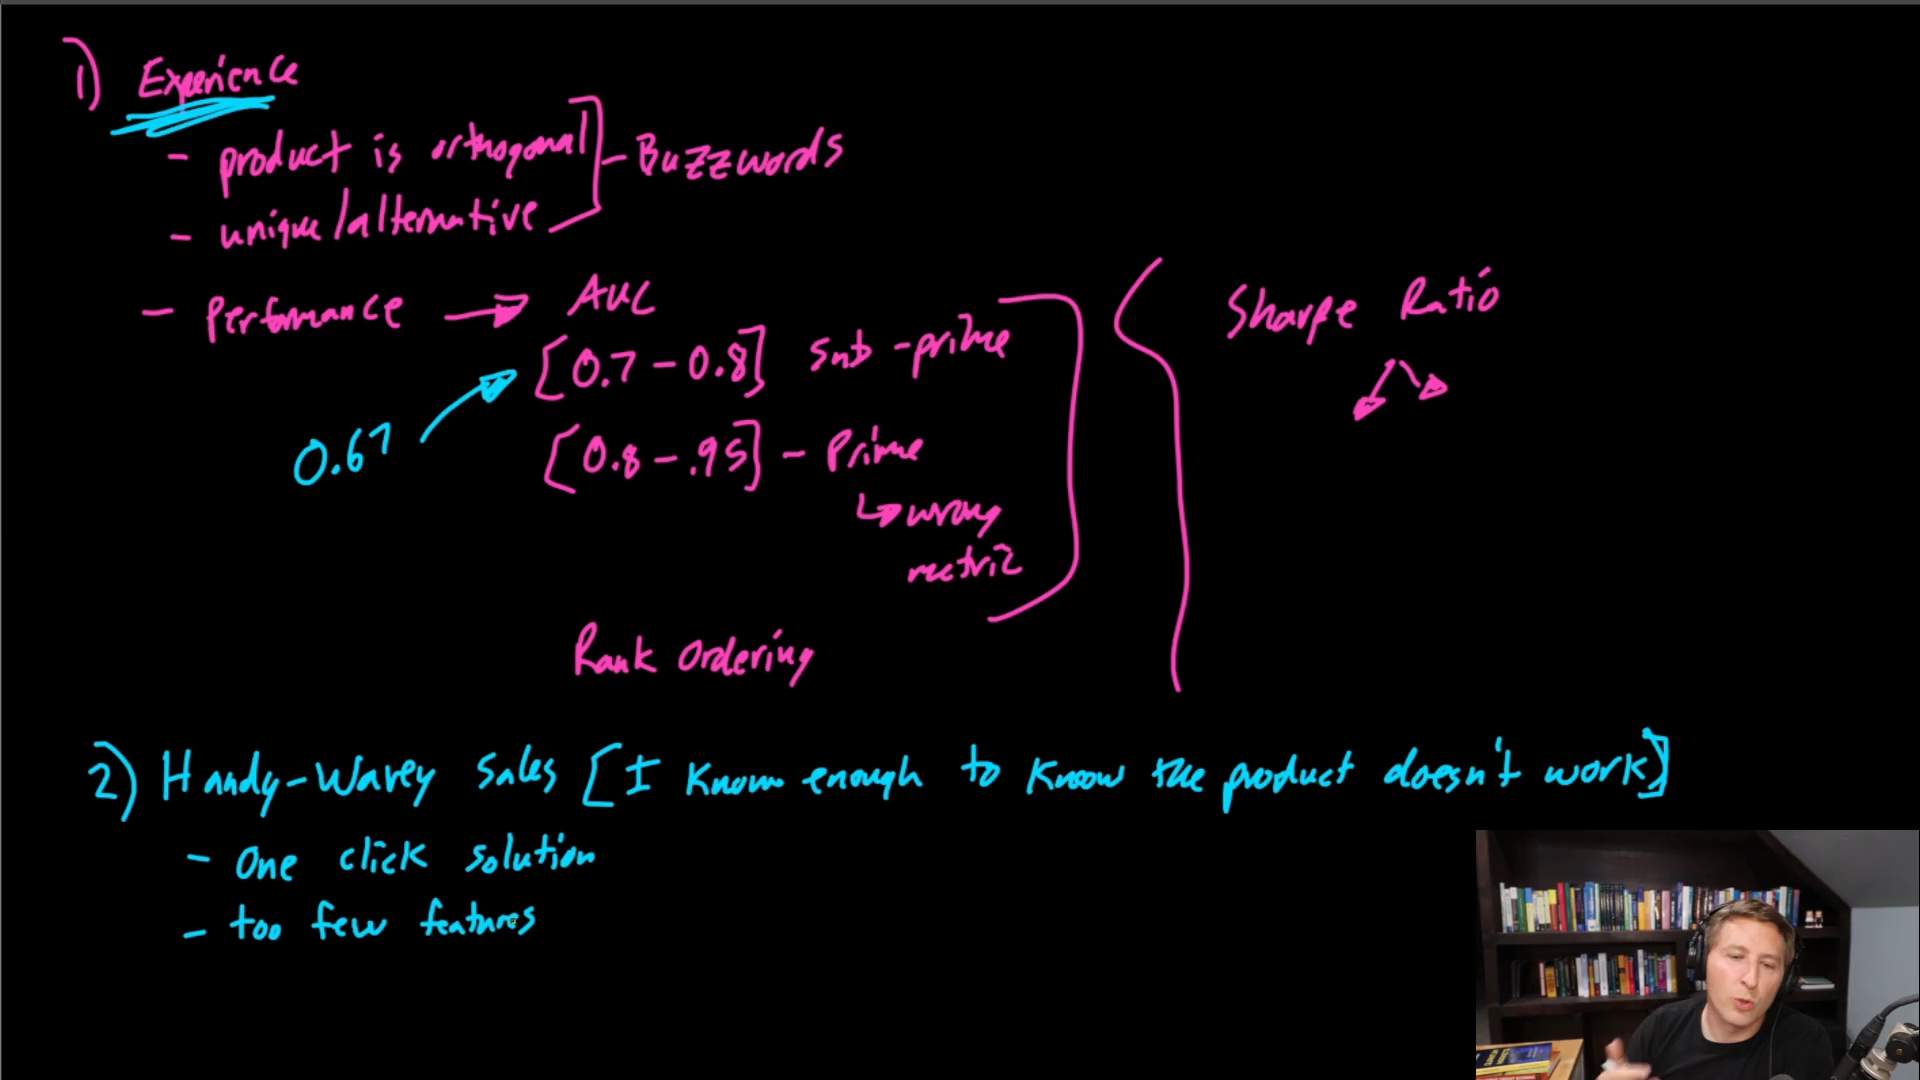 1) Experience
- product is orthogonal
- unique/alternative
- Buzzwords
- Performance → AUC
[0.7 - 0.8] sub-prime
0.67
[0.8 - .95] - Prime
↳ wrong
metric
Rank Ordering
Sharpe Ratio
2) Handy-Wavey Sales [I know enough to know the product doesn't work]
- One click solution
- too few features